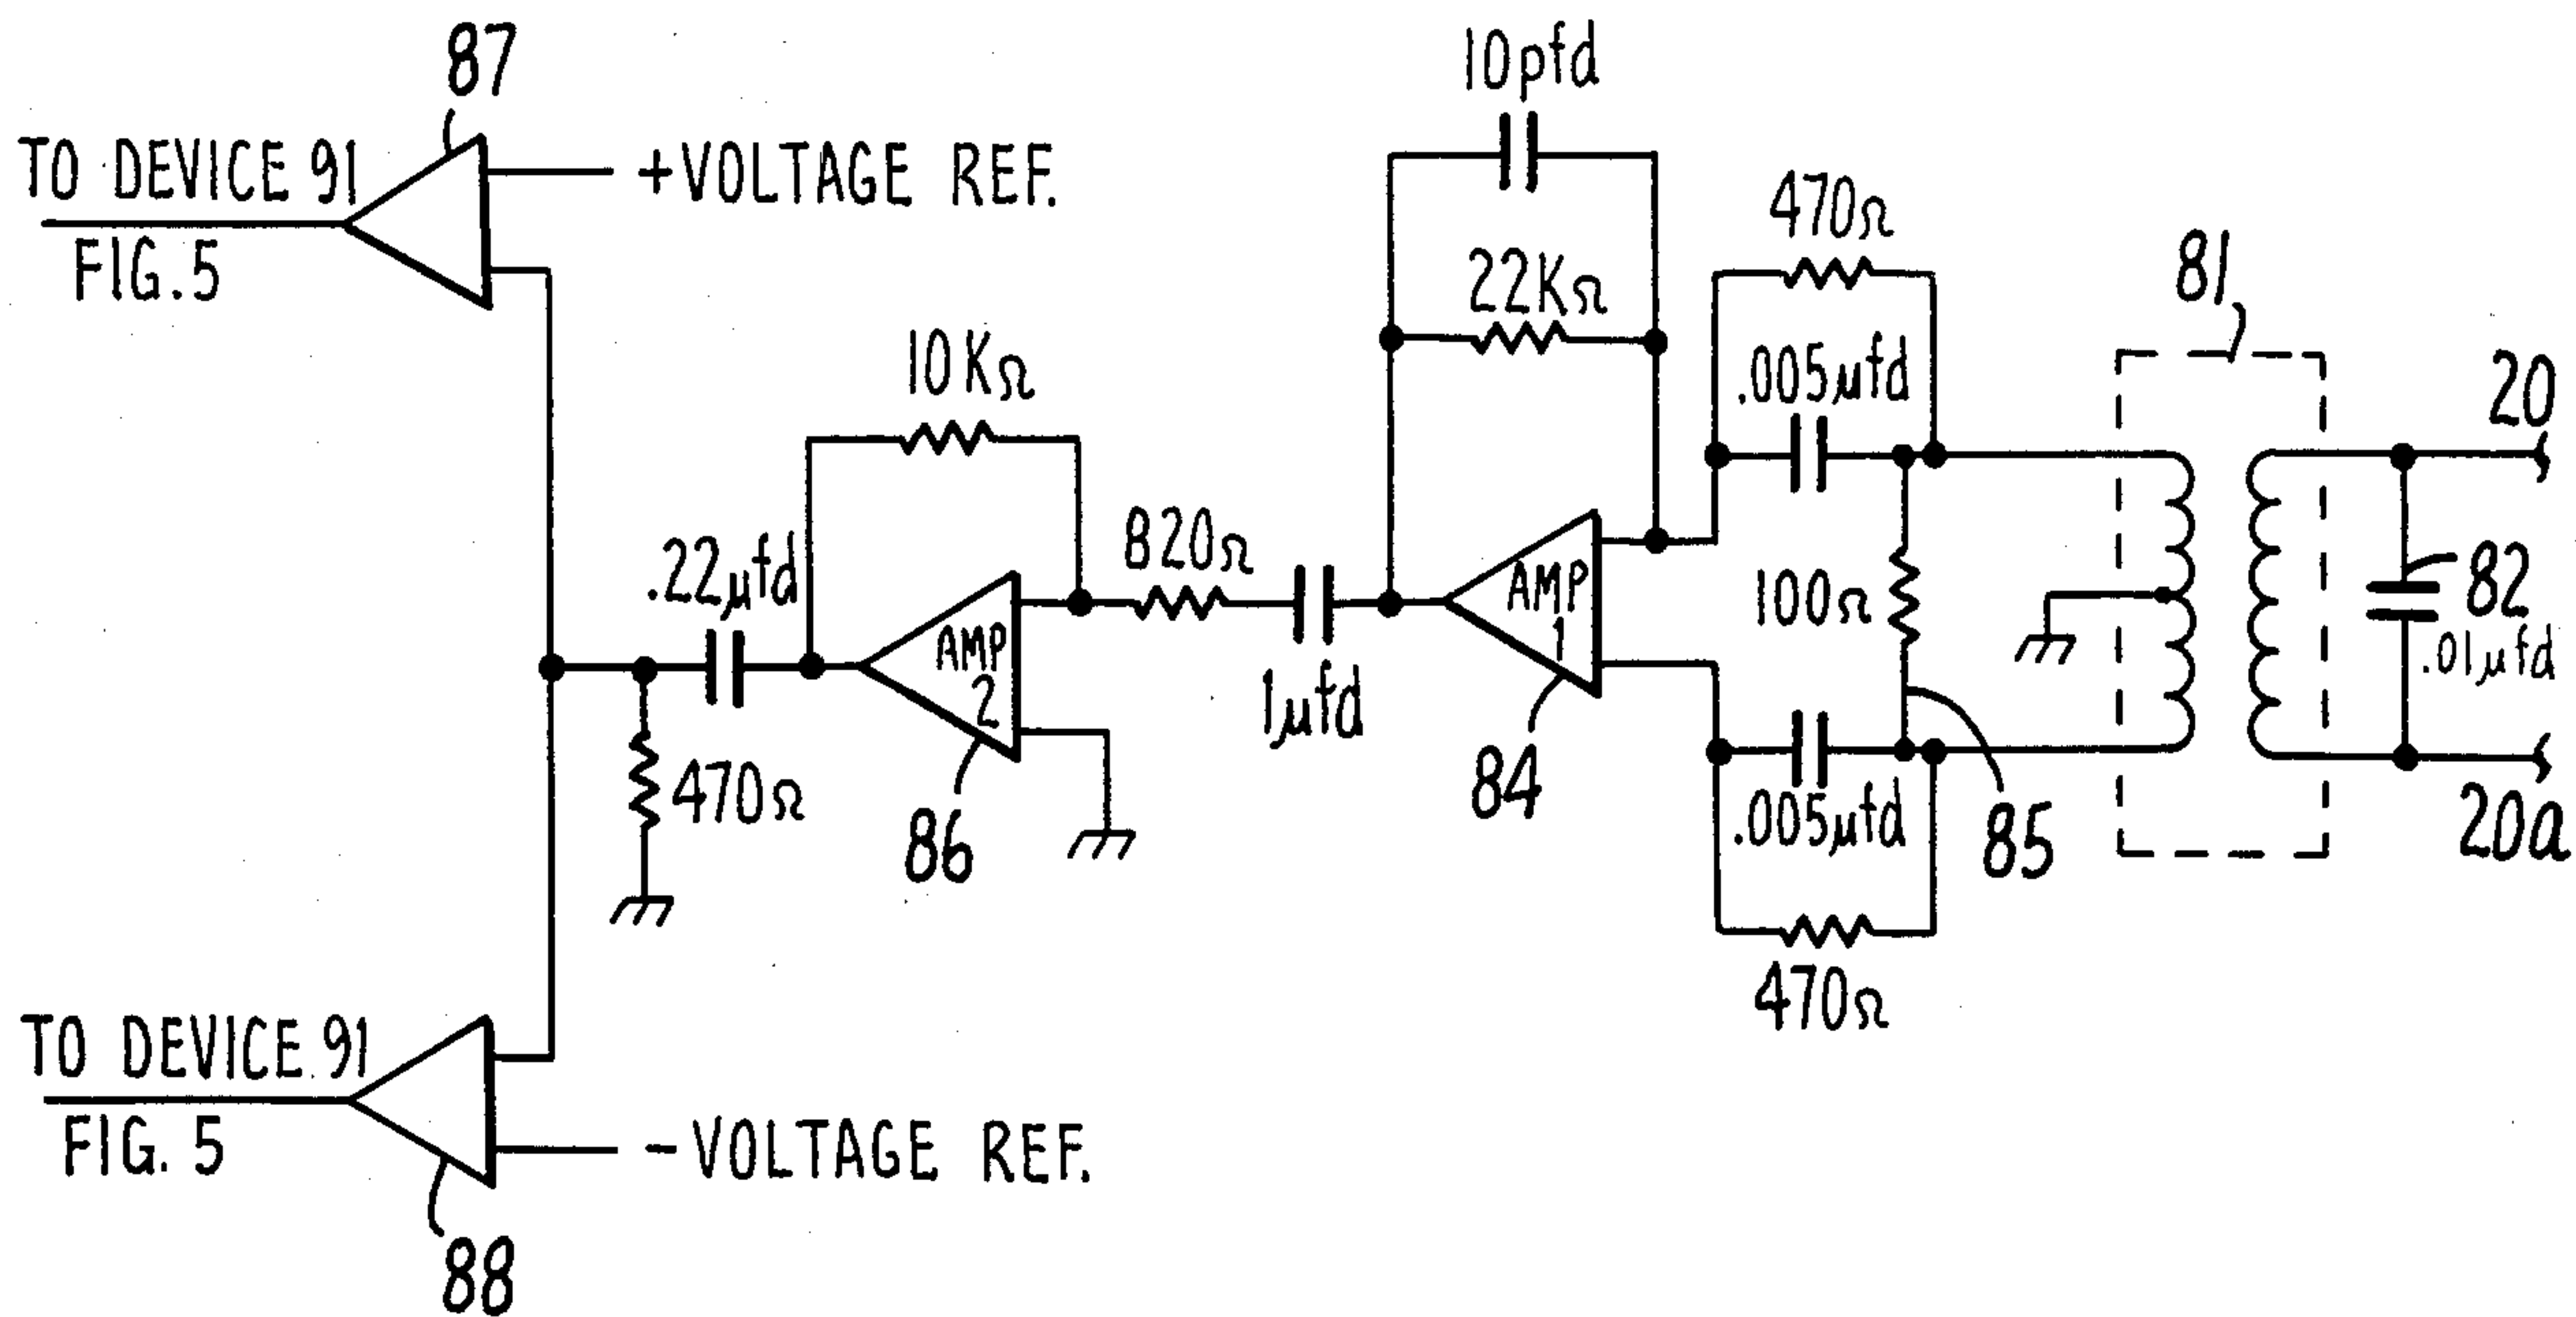 87
TO DEVICE 91
FIG. 5
+VOLTAGE REF.
10pfd
22KΩ
470Ω
.005μfd
81
20
10KΩ
820Ω
.22μfd
AMP
2
AMP
1
100Ω
82
.01μfd
1μfd
470Ω
86
84
.005μfd
85
20a
470Ω
TO DEVICE 91
FIG. 5
-VOLTAGE REF.
88